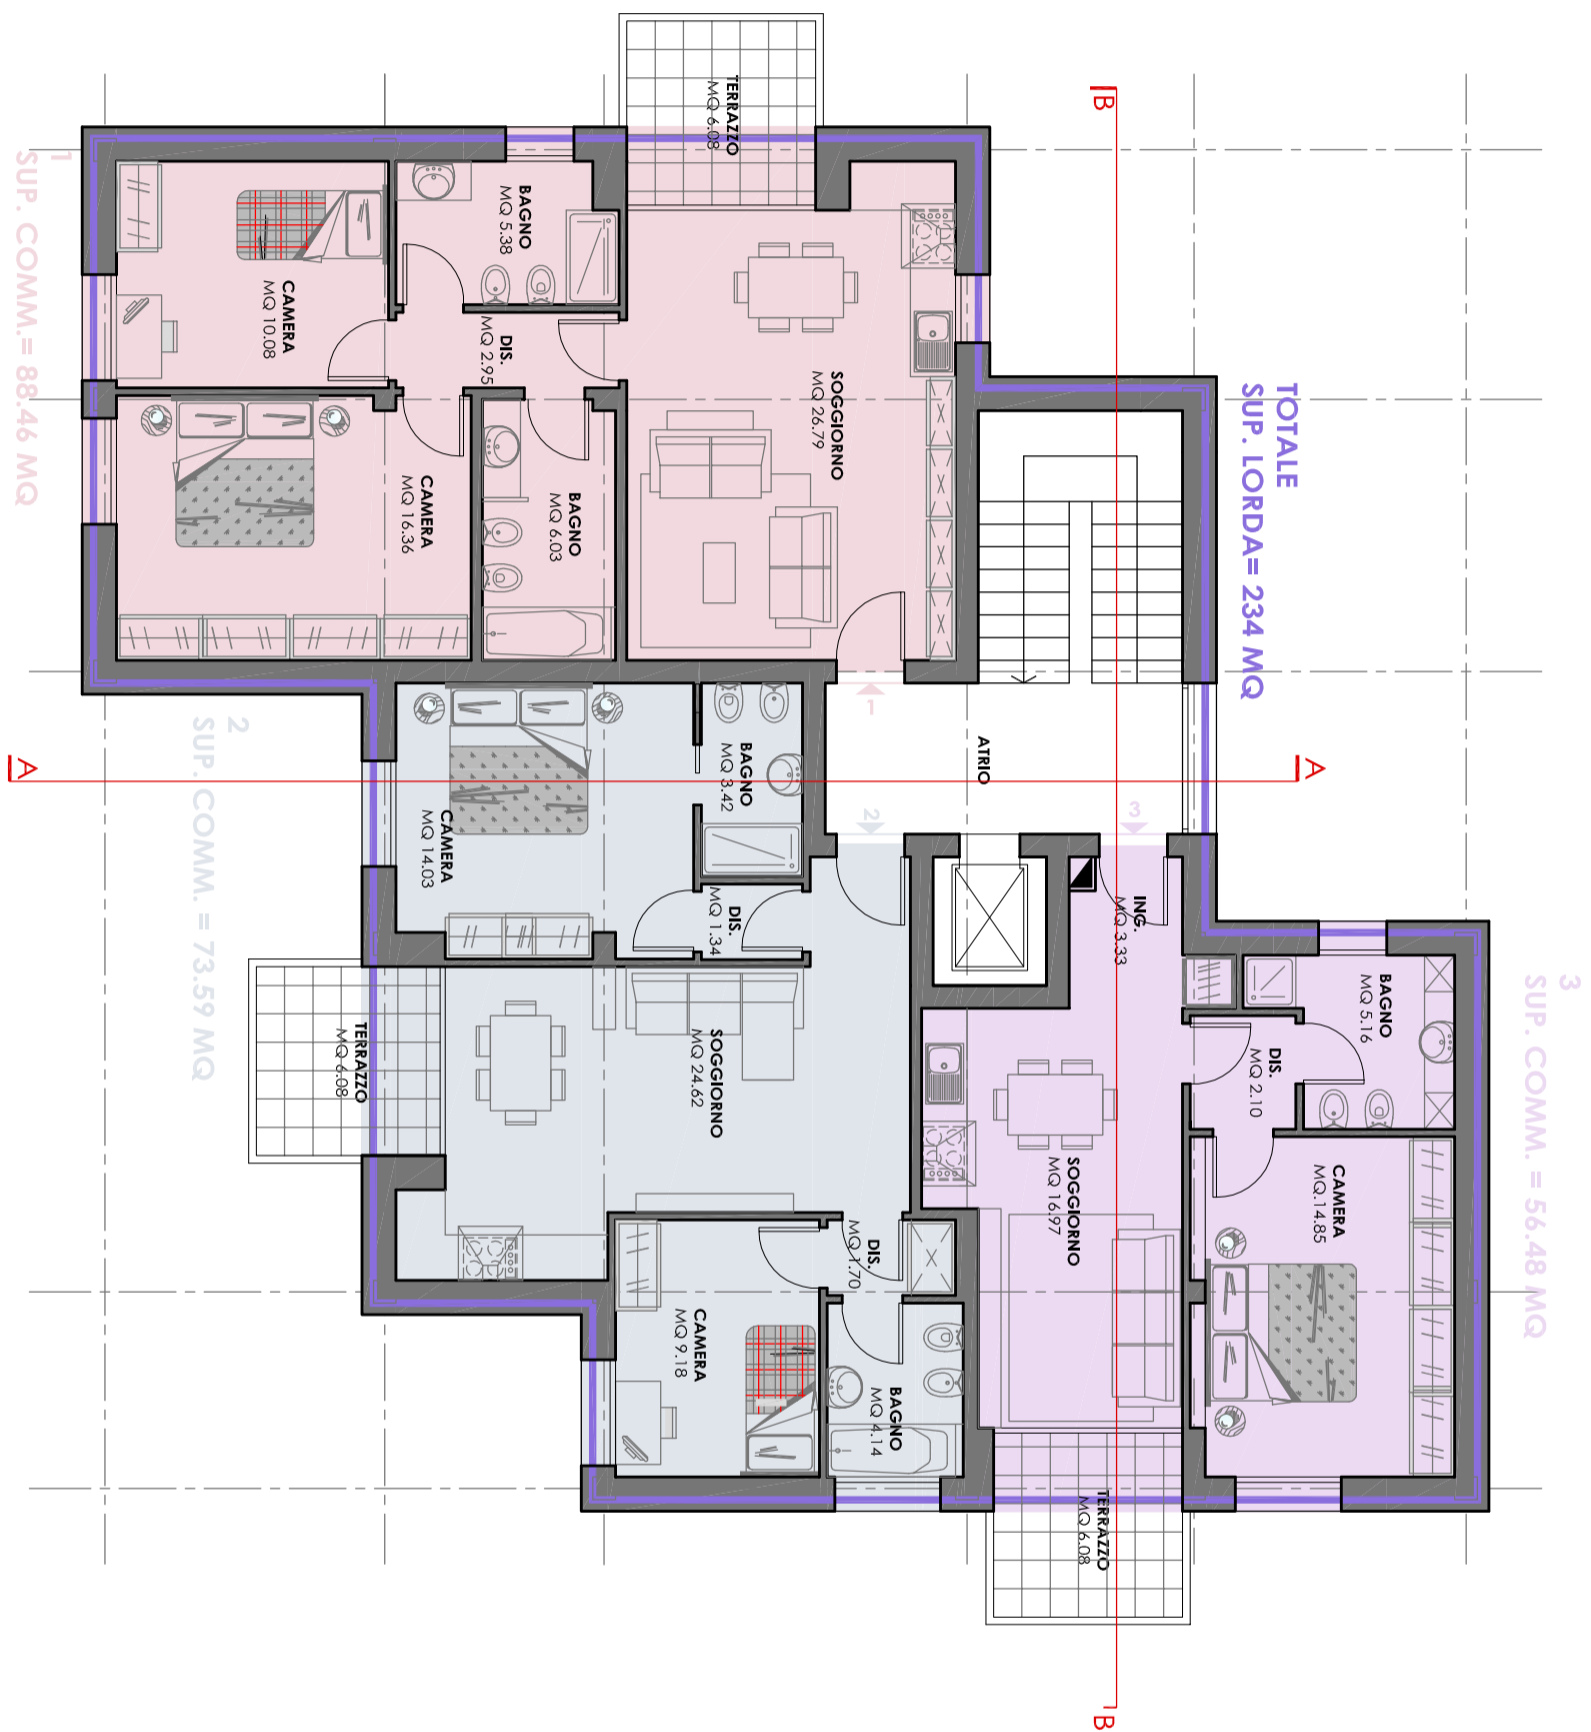 TERRAZZO
MQ 6.08
B
1
SUP. COMM.= 88.46 MQ
BAGNO
MQ 5.38
CAMERA
MQ 10.08
DIS.
MQ 2.95
SOGGIORNO
MQ 26.79
TOTALE
SUP. LORDA= 234 MQ
CAMERA
MQ 16.36
BAGNO
MQ 6.03
1
2
SUP. COMM. = 73.59 MQ
ATRIO
A
A
BAGNO
MQ 3.42
CAMERA
MQ 14.03
2
3
DIS.
MQ 1.34
ING.
MQ 3.33
3
SUP. COMM. = 56.48 MQ
BAGNO
MQ 5.16
TERRAZZO
MQ 6.08
SOGGIORNO
MQ 24.62
DIS.
MQ 2.10
SOGGIORNO
MQ 16.97
CAMERA
MQ.14.85
DIS.
MQ 1.70
CAMERA
MQ 9.18
BAGNO
MQ 4.14
TERRAZZO
MQ 6.08
B